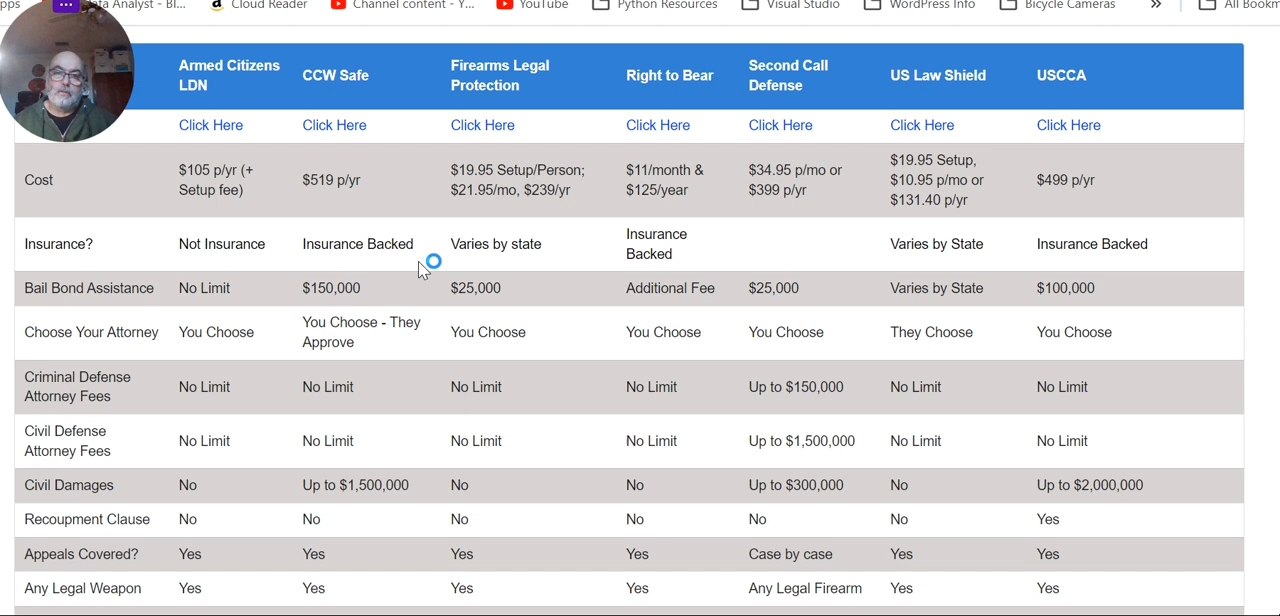 pps ata Analyst - Bl... Cloud Reader Channel content - Y... YouTube Python Resources Visual Studio WordPress Info Bicycle Cameras » All Bookm
Armed Citizens LDN CCW Safe Firearms Legal Protection Right to Bear Second Call Defense US Law Shield USCCA
Click Here Click Here Click Here Click Here Click Here Click Here Click Here
Cost $105 p/yr (+ Setup fee) $519 p/yr $19.95 Setup/Person; $21.95/mo, $239/yr $11/month & $125/year $34.95 p/mo or $399 p/yr $19.95 Setup, $10.95 p/mo or $131.40 p/yr $499 p/yr
Insurance? Not Insurance Insurance Backed Varies by state Insurance Backed Varies by State Insurance Backed
Bail Bond Assistance No Limit $150,000 $25,000 Additional Fee $25,000 Varies by State $100,000
Choose Your Attorney You Choose You Choose - They Approve You Choose You Choose You Choose They Choose You Choose
Criminal Defense Attorney Fees No Limit No Limit No Limit No Limit Up to $150,000 No Limit No Limit
Civil Defense Attorney Fees No Limit No Limit No Limit No Limit Up to $1,500,000 No Limit No Limit
Civil Damages No Up to $1,500,000 No No Up to $300,000 No Up to $2,000,000
Recoupment Clause No No No No No No Yes
Appeals Covered? Yes Yes Yes Yes Case by case Yes Yes
Any Legal Weapon Yes Yes Yes Yes Any Legal Firearm Yes Yes